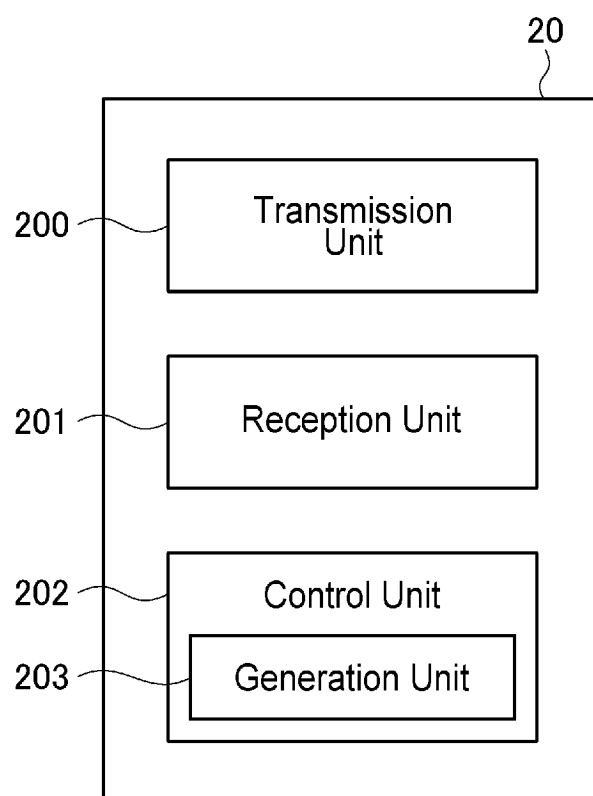 20
200
Transmission
Unit
201
Reception Unit
202
Control Unit
203
Generation Unit